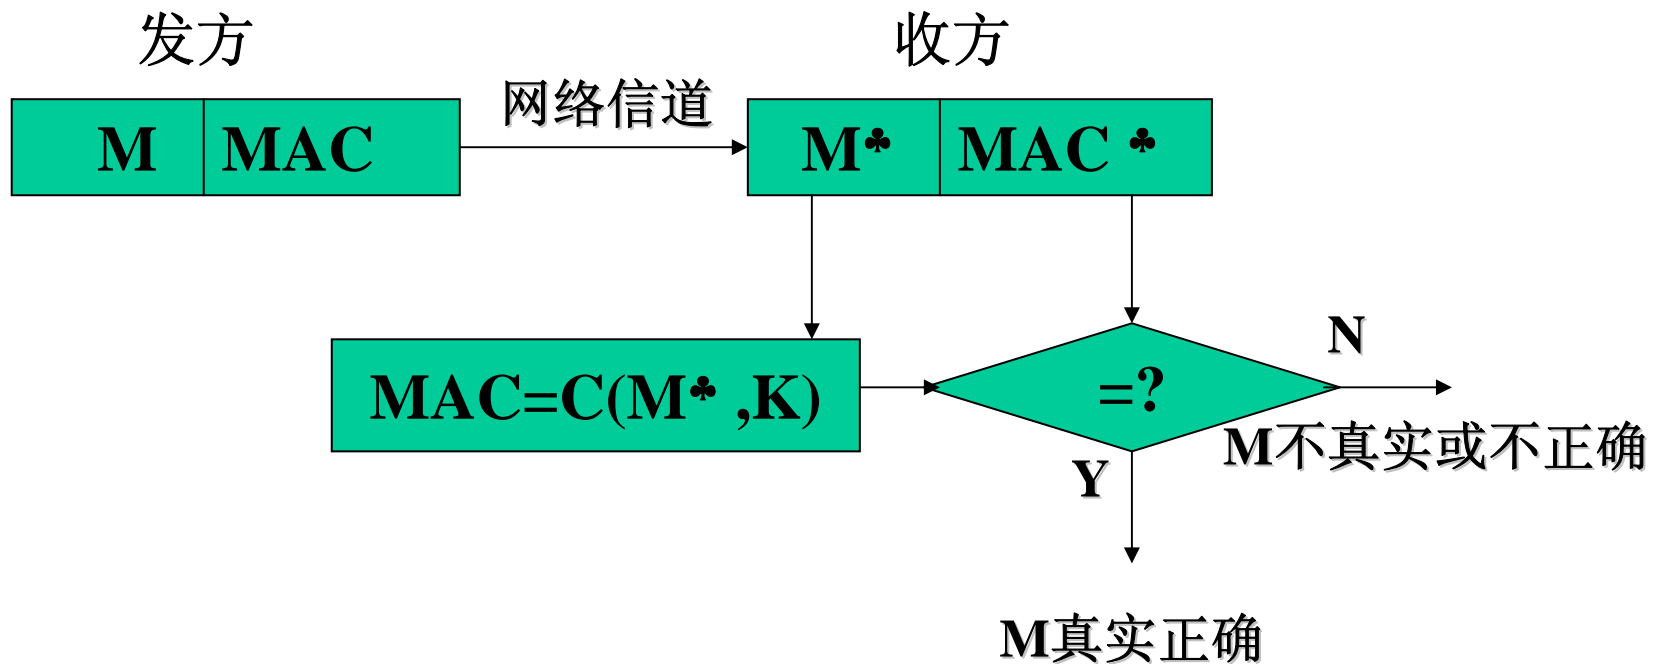 发方
收方
网络信道
M MAC
M♣ MAC ♣
N
MAC=C(M♣ ,K)
=?
M不真实或不正确
Y
M真实正确